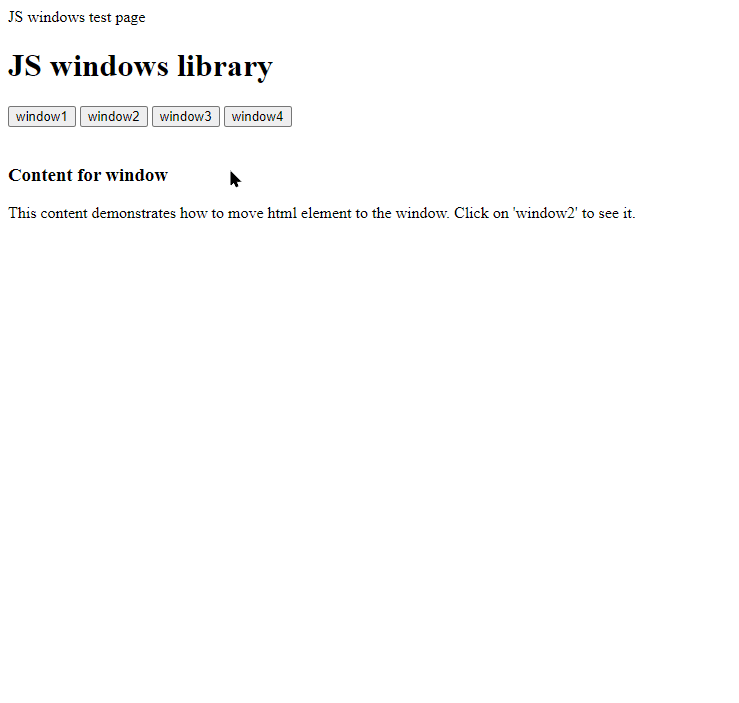 JS windows test page
JS windows library
window1 window2 window3 window4
Content for window
This content demonstrates how to move html element to the window. Click on 'window2' to see it.